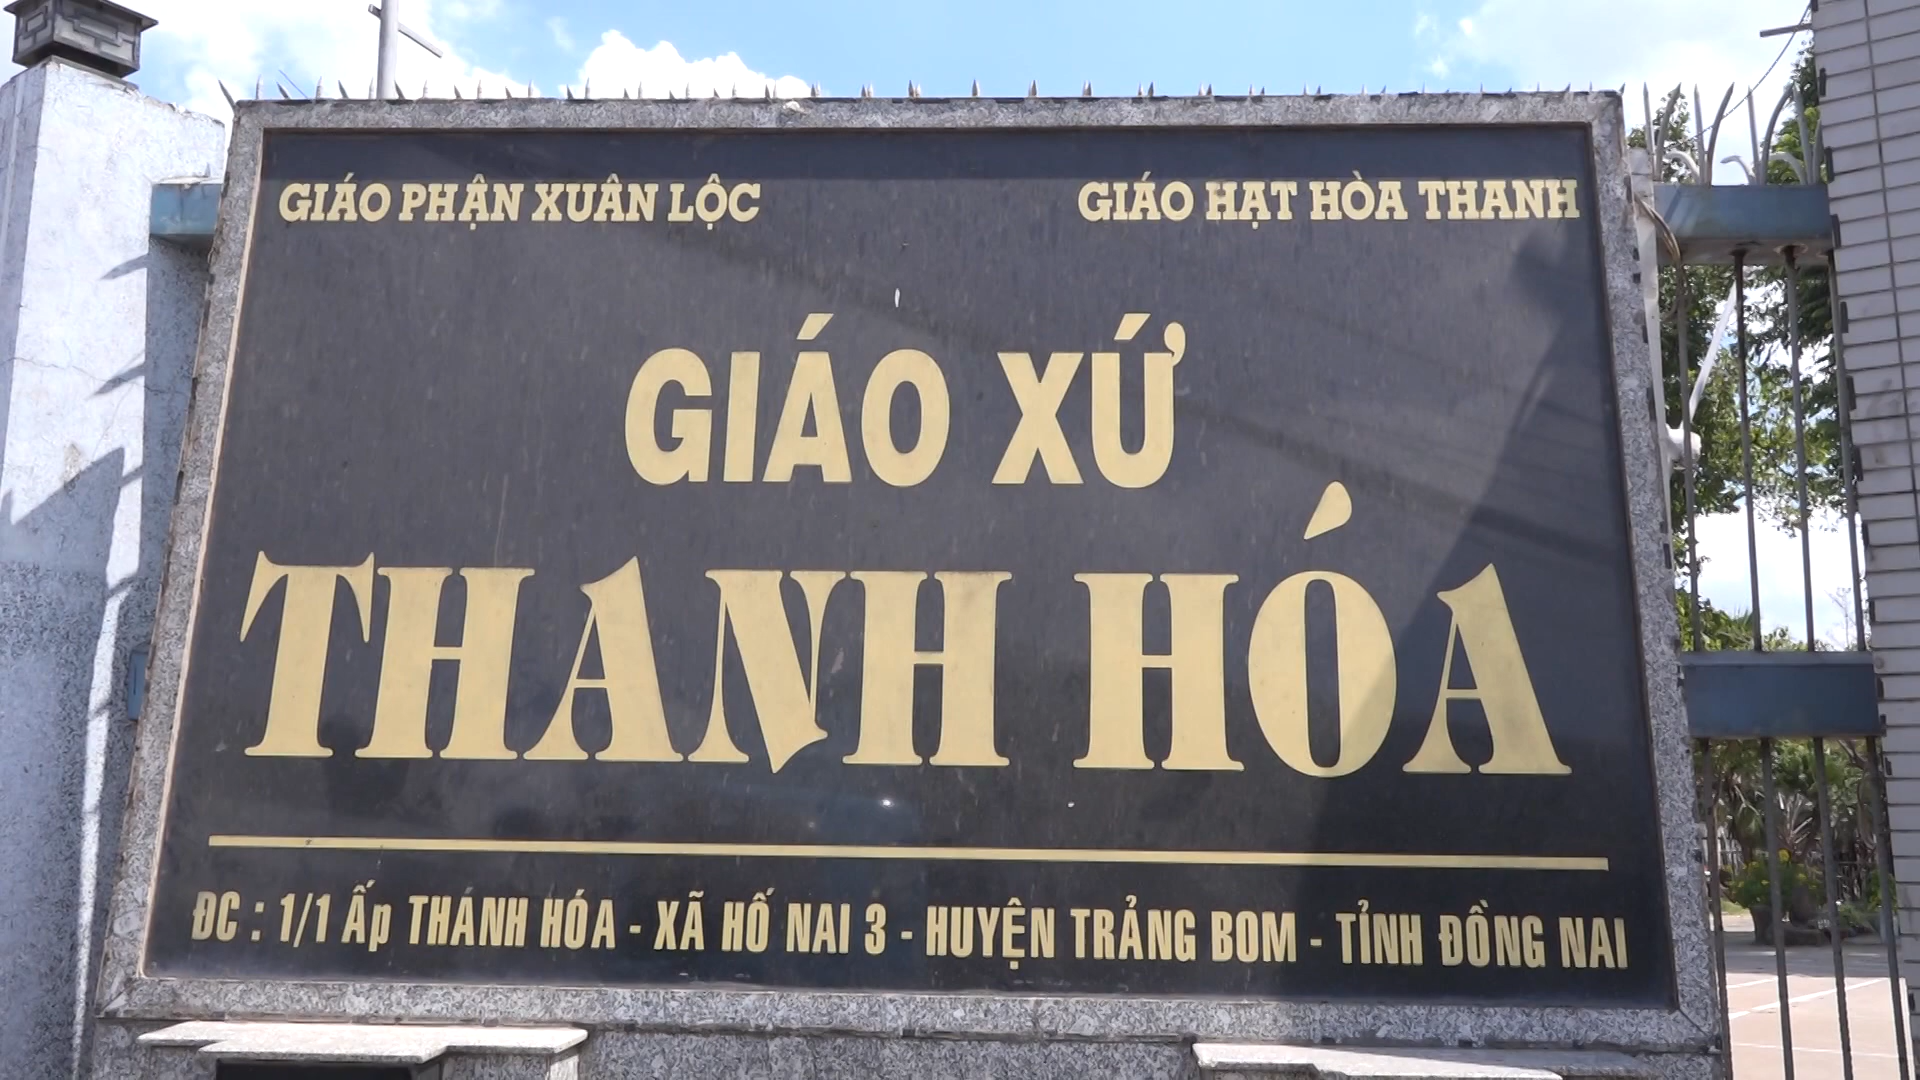 GIÁO PHẬN XUÂN LỘC
GIÁO HẠT HÒA THANH
GIÁO XỨ
THANH HÓA
ĐC : 1/1 Ấp THANH HÓA - XÃ HỐ NAI 3 - HUYỆN TRẢNG BOM - TỈNH ĐỒNG NAI